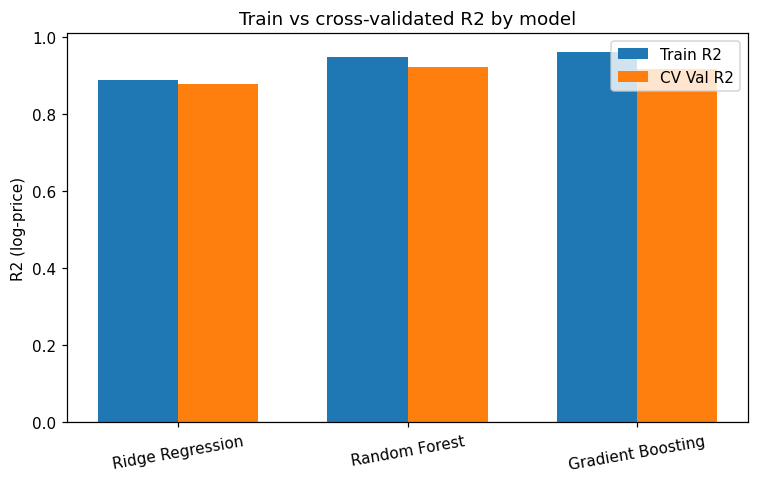 Train vs cross-validated R2 by model
R2 (log-price)
1.0
0.8
0.6
0.4
0.2
0.0
Train R2
CV Val R2
Ridge Regression
Random Forest
Gradient Boosting